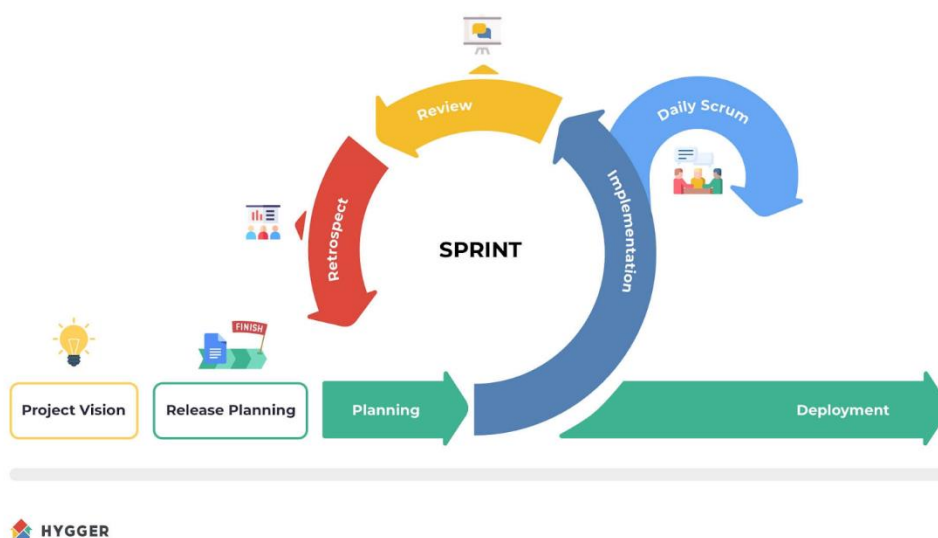 Review
Daily Scrum
Implementation
Retrospect
SPRINT
FINISH
Project Vision
Release Planning
Planning
Deployment
HYGGER